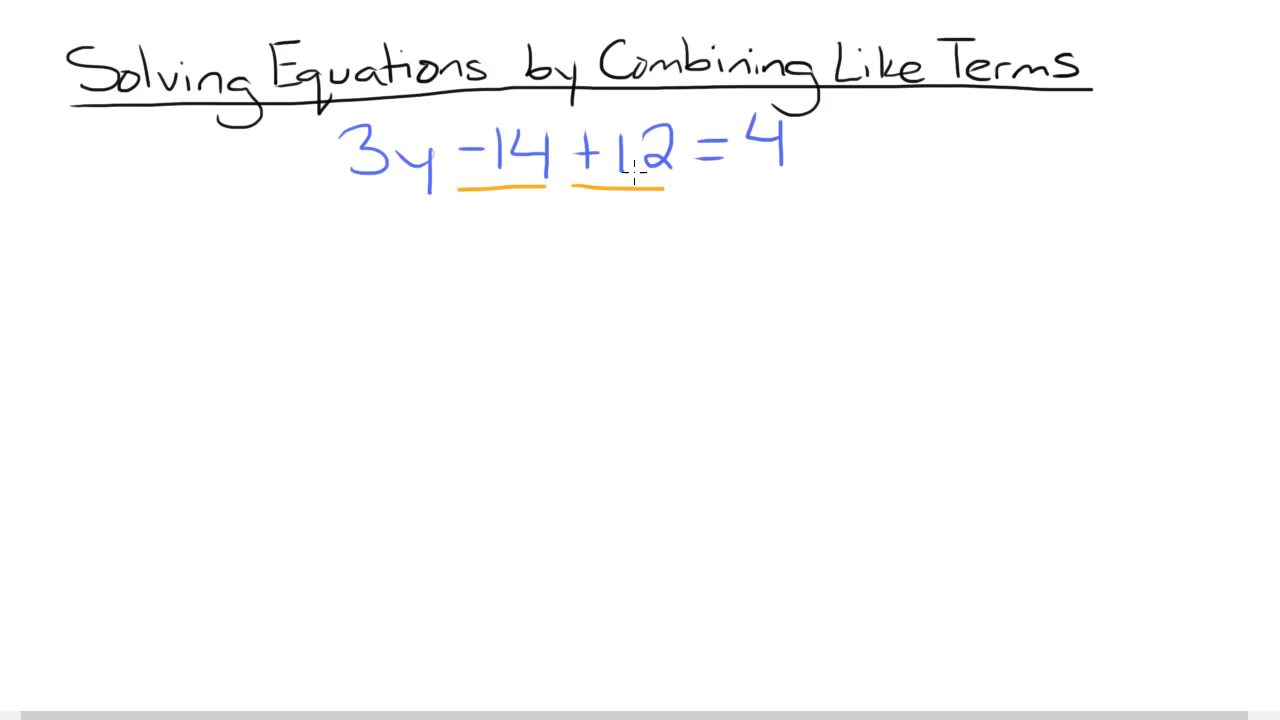 Solving Equations by Combining Like Terms
3y -14 +12 = 4